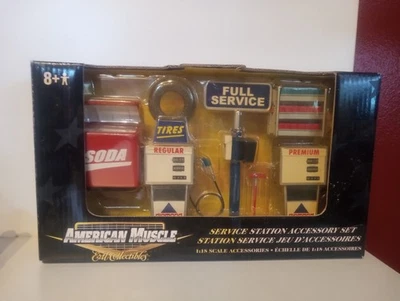 8+
FULL
SERVICE
TIRES
REGULAR
PREMIUM
SODA
AMERICAN MUSCLE
Ertl Collectibles
SERVICE STATION ACCESSORY SET
STATION SERVICE JEU D'ACCESSOIRES
1:18 SCALE ACCESSORIES • ÉCHELLE DE 1:18 ACCESSOIRES